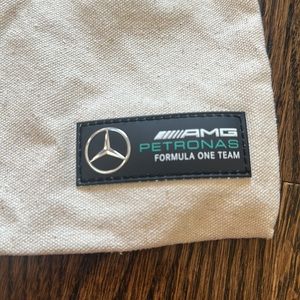 AMG
PETRONAS
FORMULA ONE TEAM